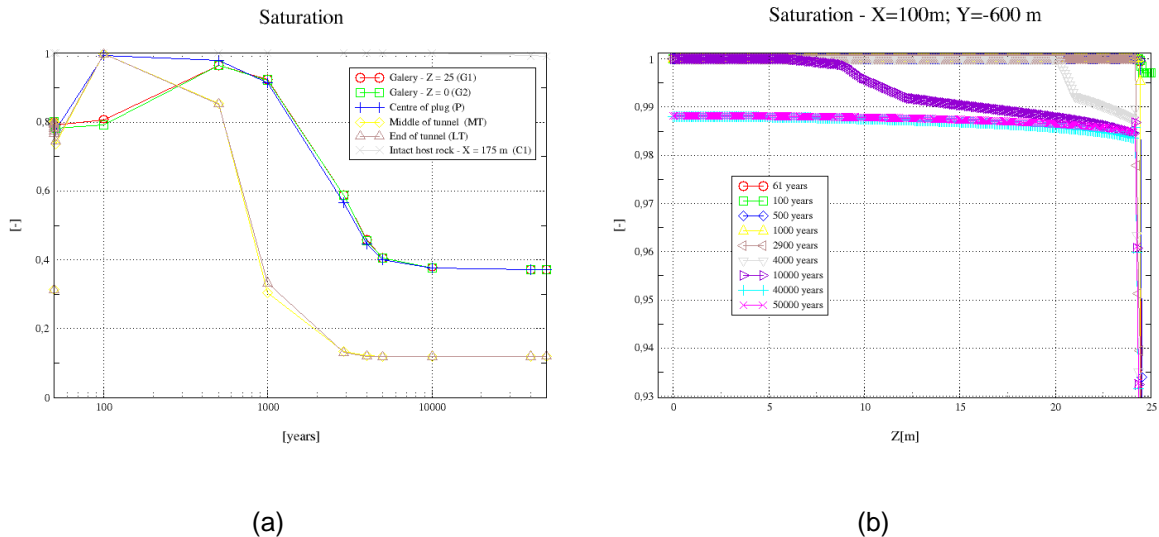 Saturation
1
0,8
0,6
0,4
0,2
0
[-]
100
1000
10000
[years]
Galery - Z = 25 (G1)
Galery - Z = 0 (G2)
Centre of plug (P)
Middle of tunnel (MT)
End of tunnel (LT)
Intact host rock - X = 175 m (C1)
(a)
Saturation - X=100m; Y=-600 m
1
0,99
0,98
0,97
0,96
0,95
0,94
0,93
[-]
0
5
10
15
20
25
Z[m]
61 years
100 years
500 years
1000 years
2900 years
4000 years
10000 years
40000 years
50000 years
(b)